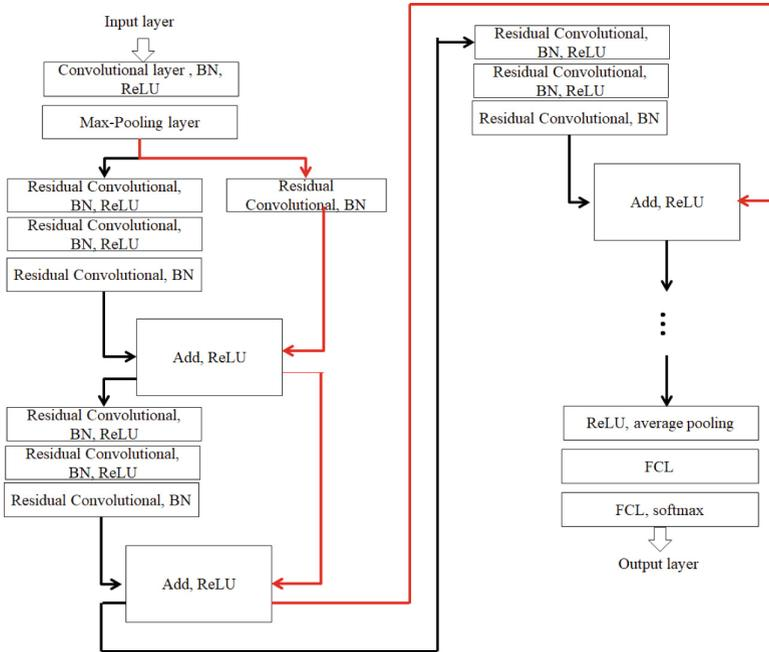 Input layer
Convolutional layer , BN,
ReLU
Max-Pooling layer
Residual Convolutional,
BN, ReLU
Residual Convolutional,
BN, ReLU
Residual Convolutional, BN
Residual
Convolutional, BN
Add, ReLU
Residual Convolutional,
BN, ReLU
Residual Convolutional,
BN, ReLU
Residual Convolutional, BN
Add, ReLU
Residual Convolutional,
BN, ReLU
Residual Convolutional,
BN, ReLU
Residual Convolutional, BN
Add, ReLU
ReLU, average pooling
FCL
FCL, softmax
Output layer